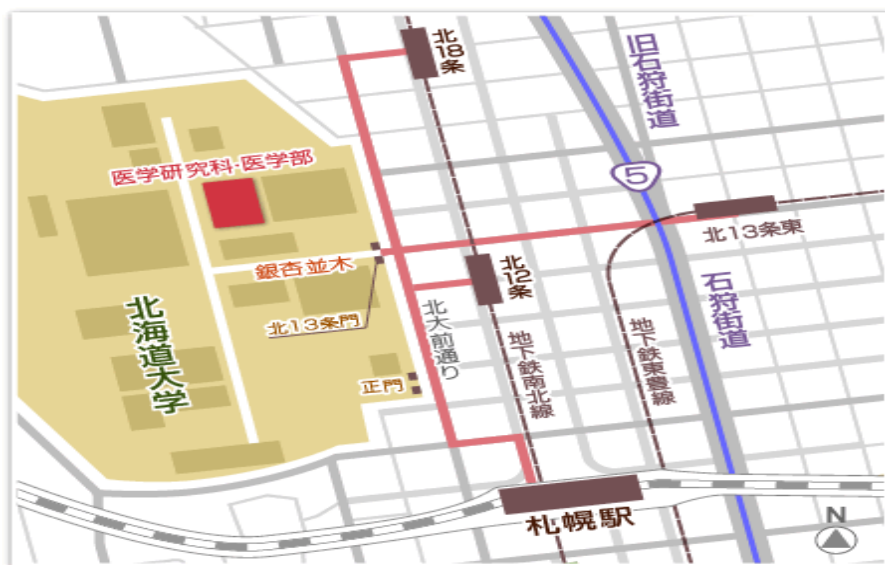 北18条
旧石狩街道
医学研究科・医学部
5
北13条東
銀杏並木
北12条
石狩街道
北海道大学
北13条門
北大前通り
地下鉄南北線
地下鉄東豊線
正門
札幌駅
N